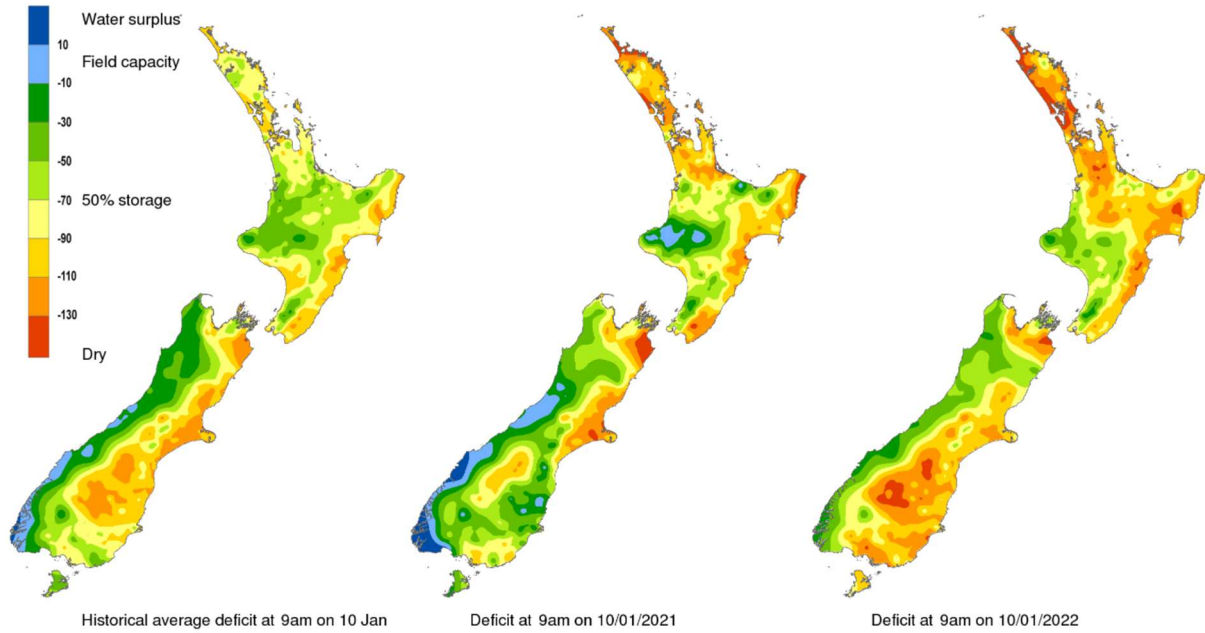 Water surplus
10
Field capacity
-10
-30
-50
-70
50% storage
-90
-110
-130
Dry
Historical average deficit at 9am on 10 Jan
Deficit at 9am on 10/01/2021
Deficit at 9am on 10/01/2022